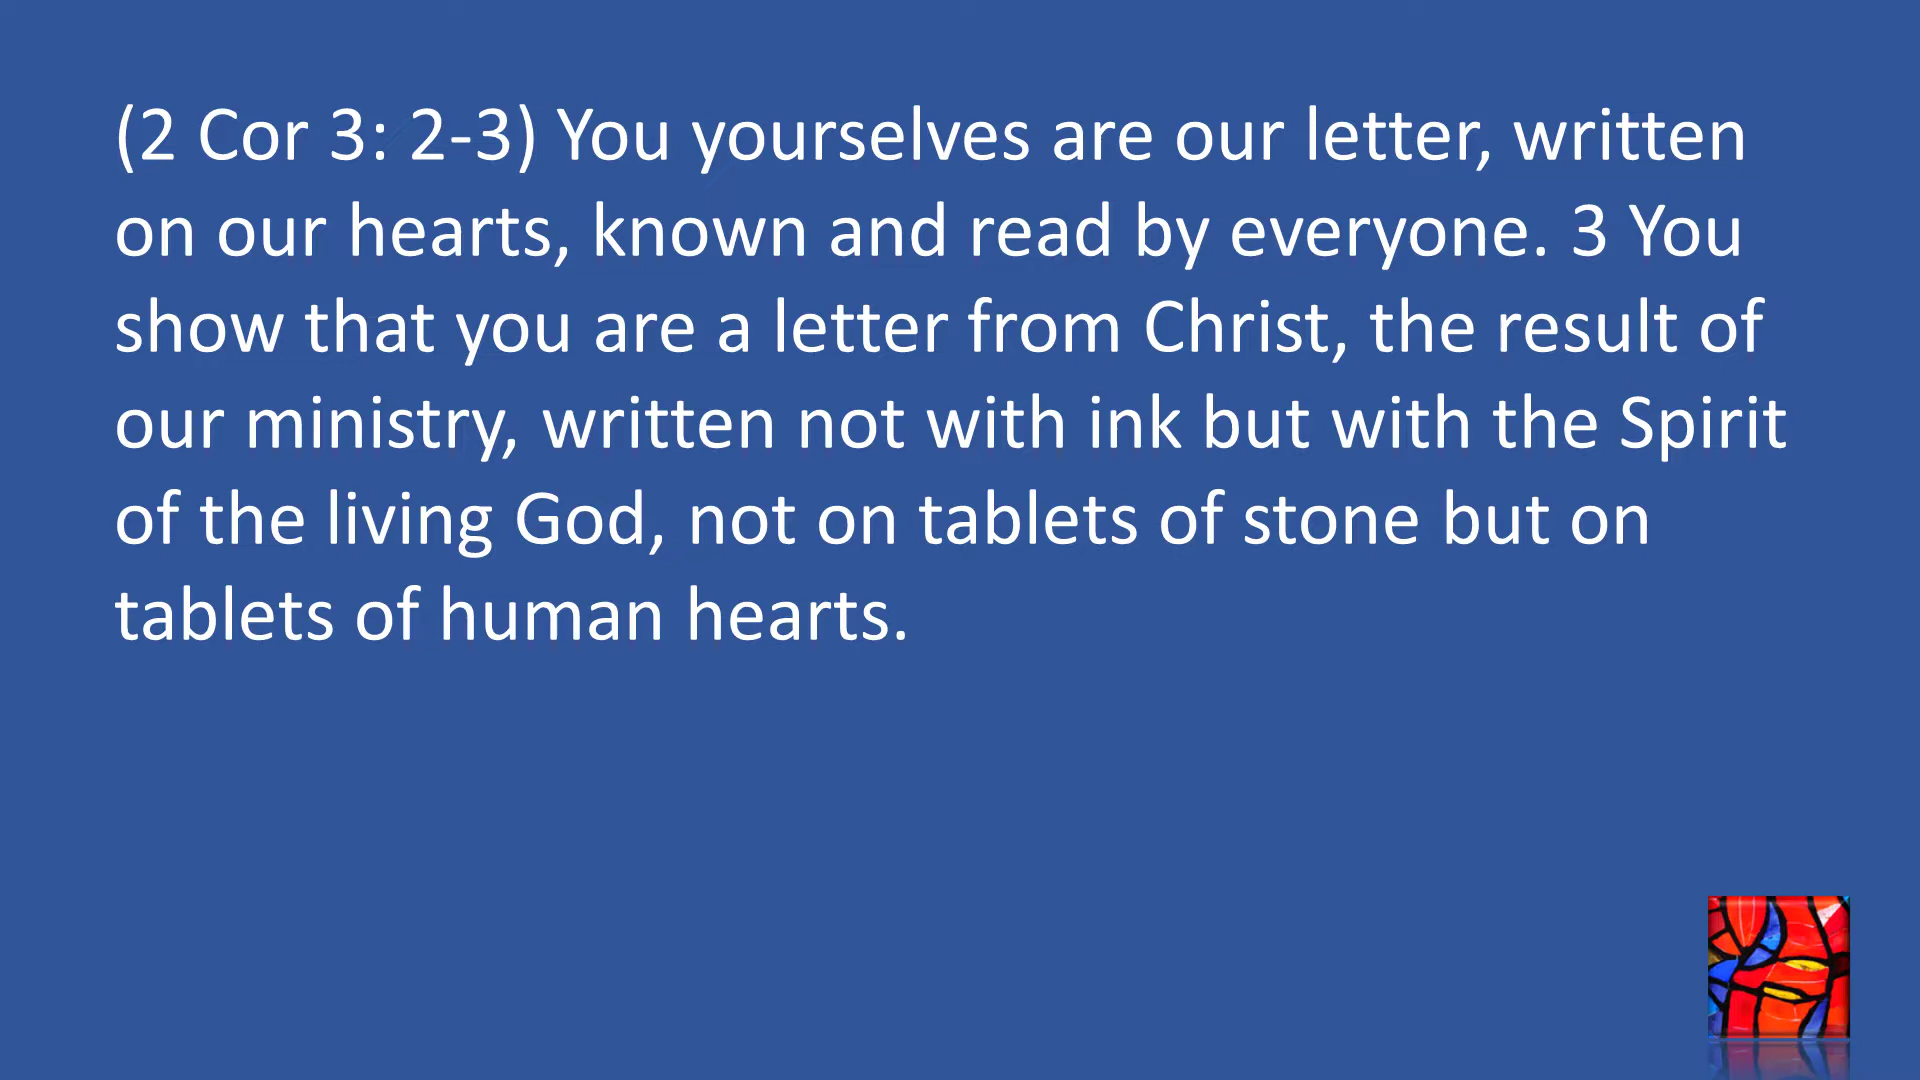 (2 Cor 3: 2-3) You yourselves are our letter, written
on our hearts, known and read by everyone. 3 You
show that you are a letter from Christ, the result of
our ministry, written not with ink but with the Spirit
of the living God, not on tablets of stone but on
tablets of human hearts.